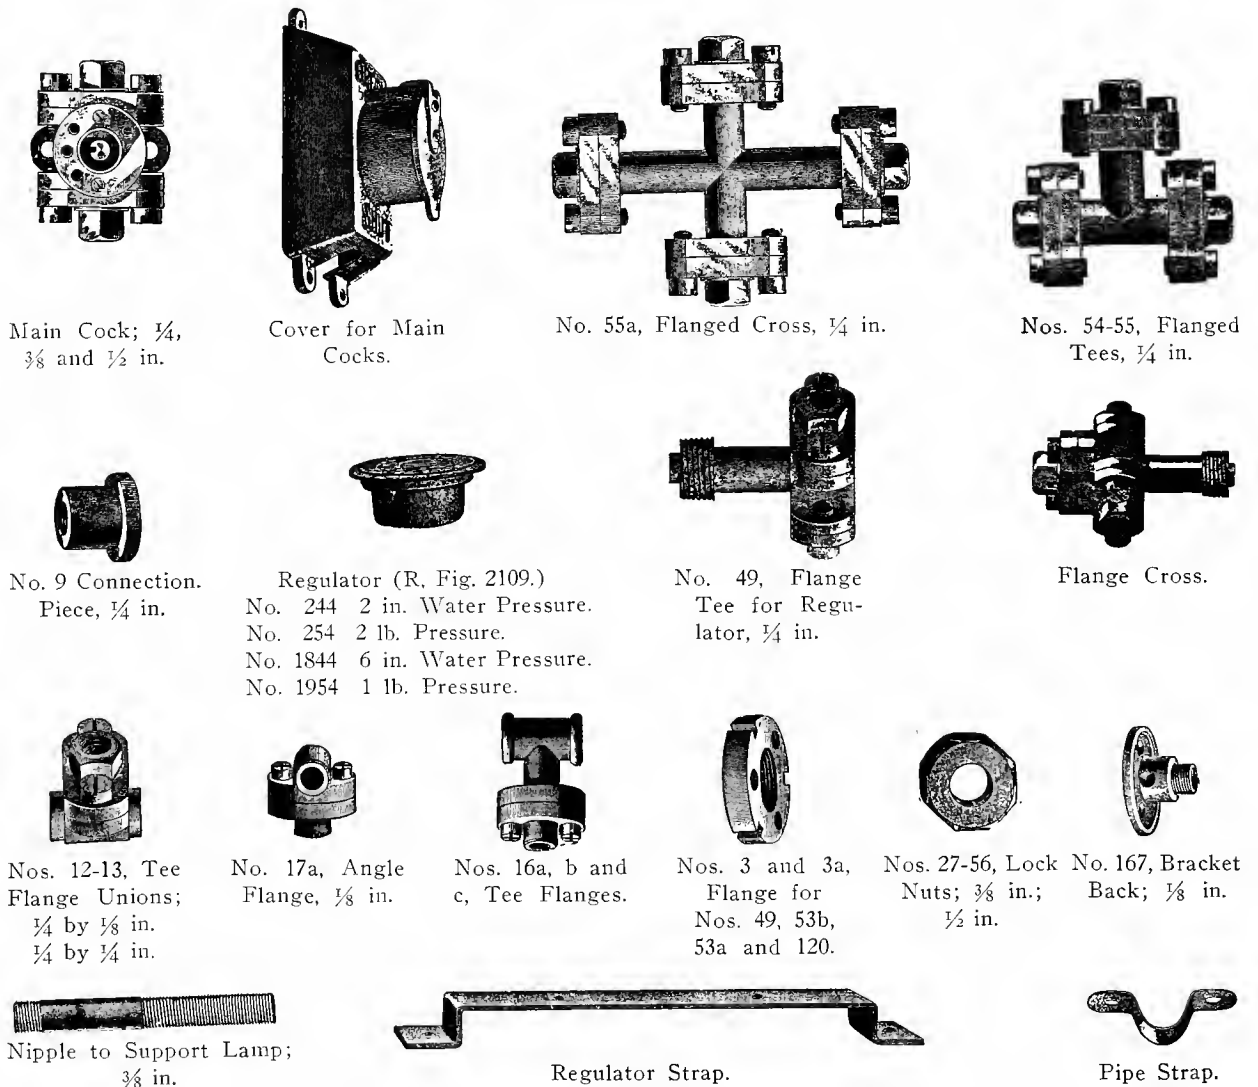 Main Cock; ¼,
⅜ and ½ in.
Cover for Main
Cocks.
No. 55a, Flanged Cross, ¼ in.
Nos. 54-55, Flanged
Tees, ¼ in.
No. 9 Connection.
Piece, ¼ in.
Regulator (R, Fig. 2109.)
No. 244 2 in. Water Pressure.
No. 254 2 lb. Pressure.
No. 1844 6 in. Water Pressure.
No. 1954 1 lb. Pressure.
No. 49, Flange
Tee for Regu-
lator, ¼ in.
Flange Cross.
Nos. 12-13, Tee
Flange Unions;
¼ by ⅛ in.
¼ by ¼ in.
No. 17a, Angle
Flange, ⅛ in.
Nos. 16a, b and
c, Tee Flanges.
Nos. 3 and 3a,
Flange for
Nos. 49, 53b,
53a and 120.
Nos. 27-56, Lock
Nuts; ⅜ in.;
½ in.
No. 167, Bracket
Back; ⅛ in.
Nipple to Support Lamp;
⅜ in.
Regulator Strap.
Pipe Strap.